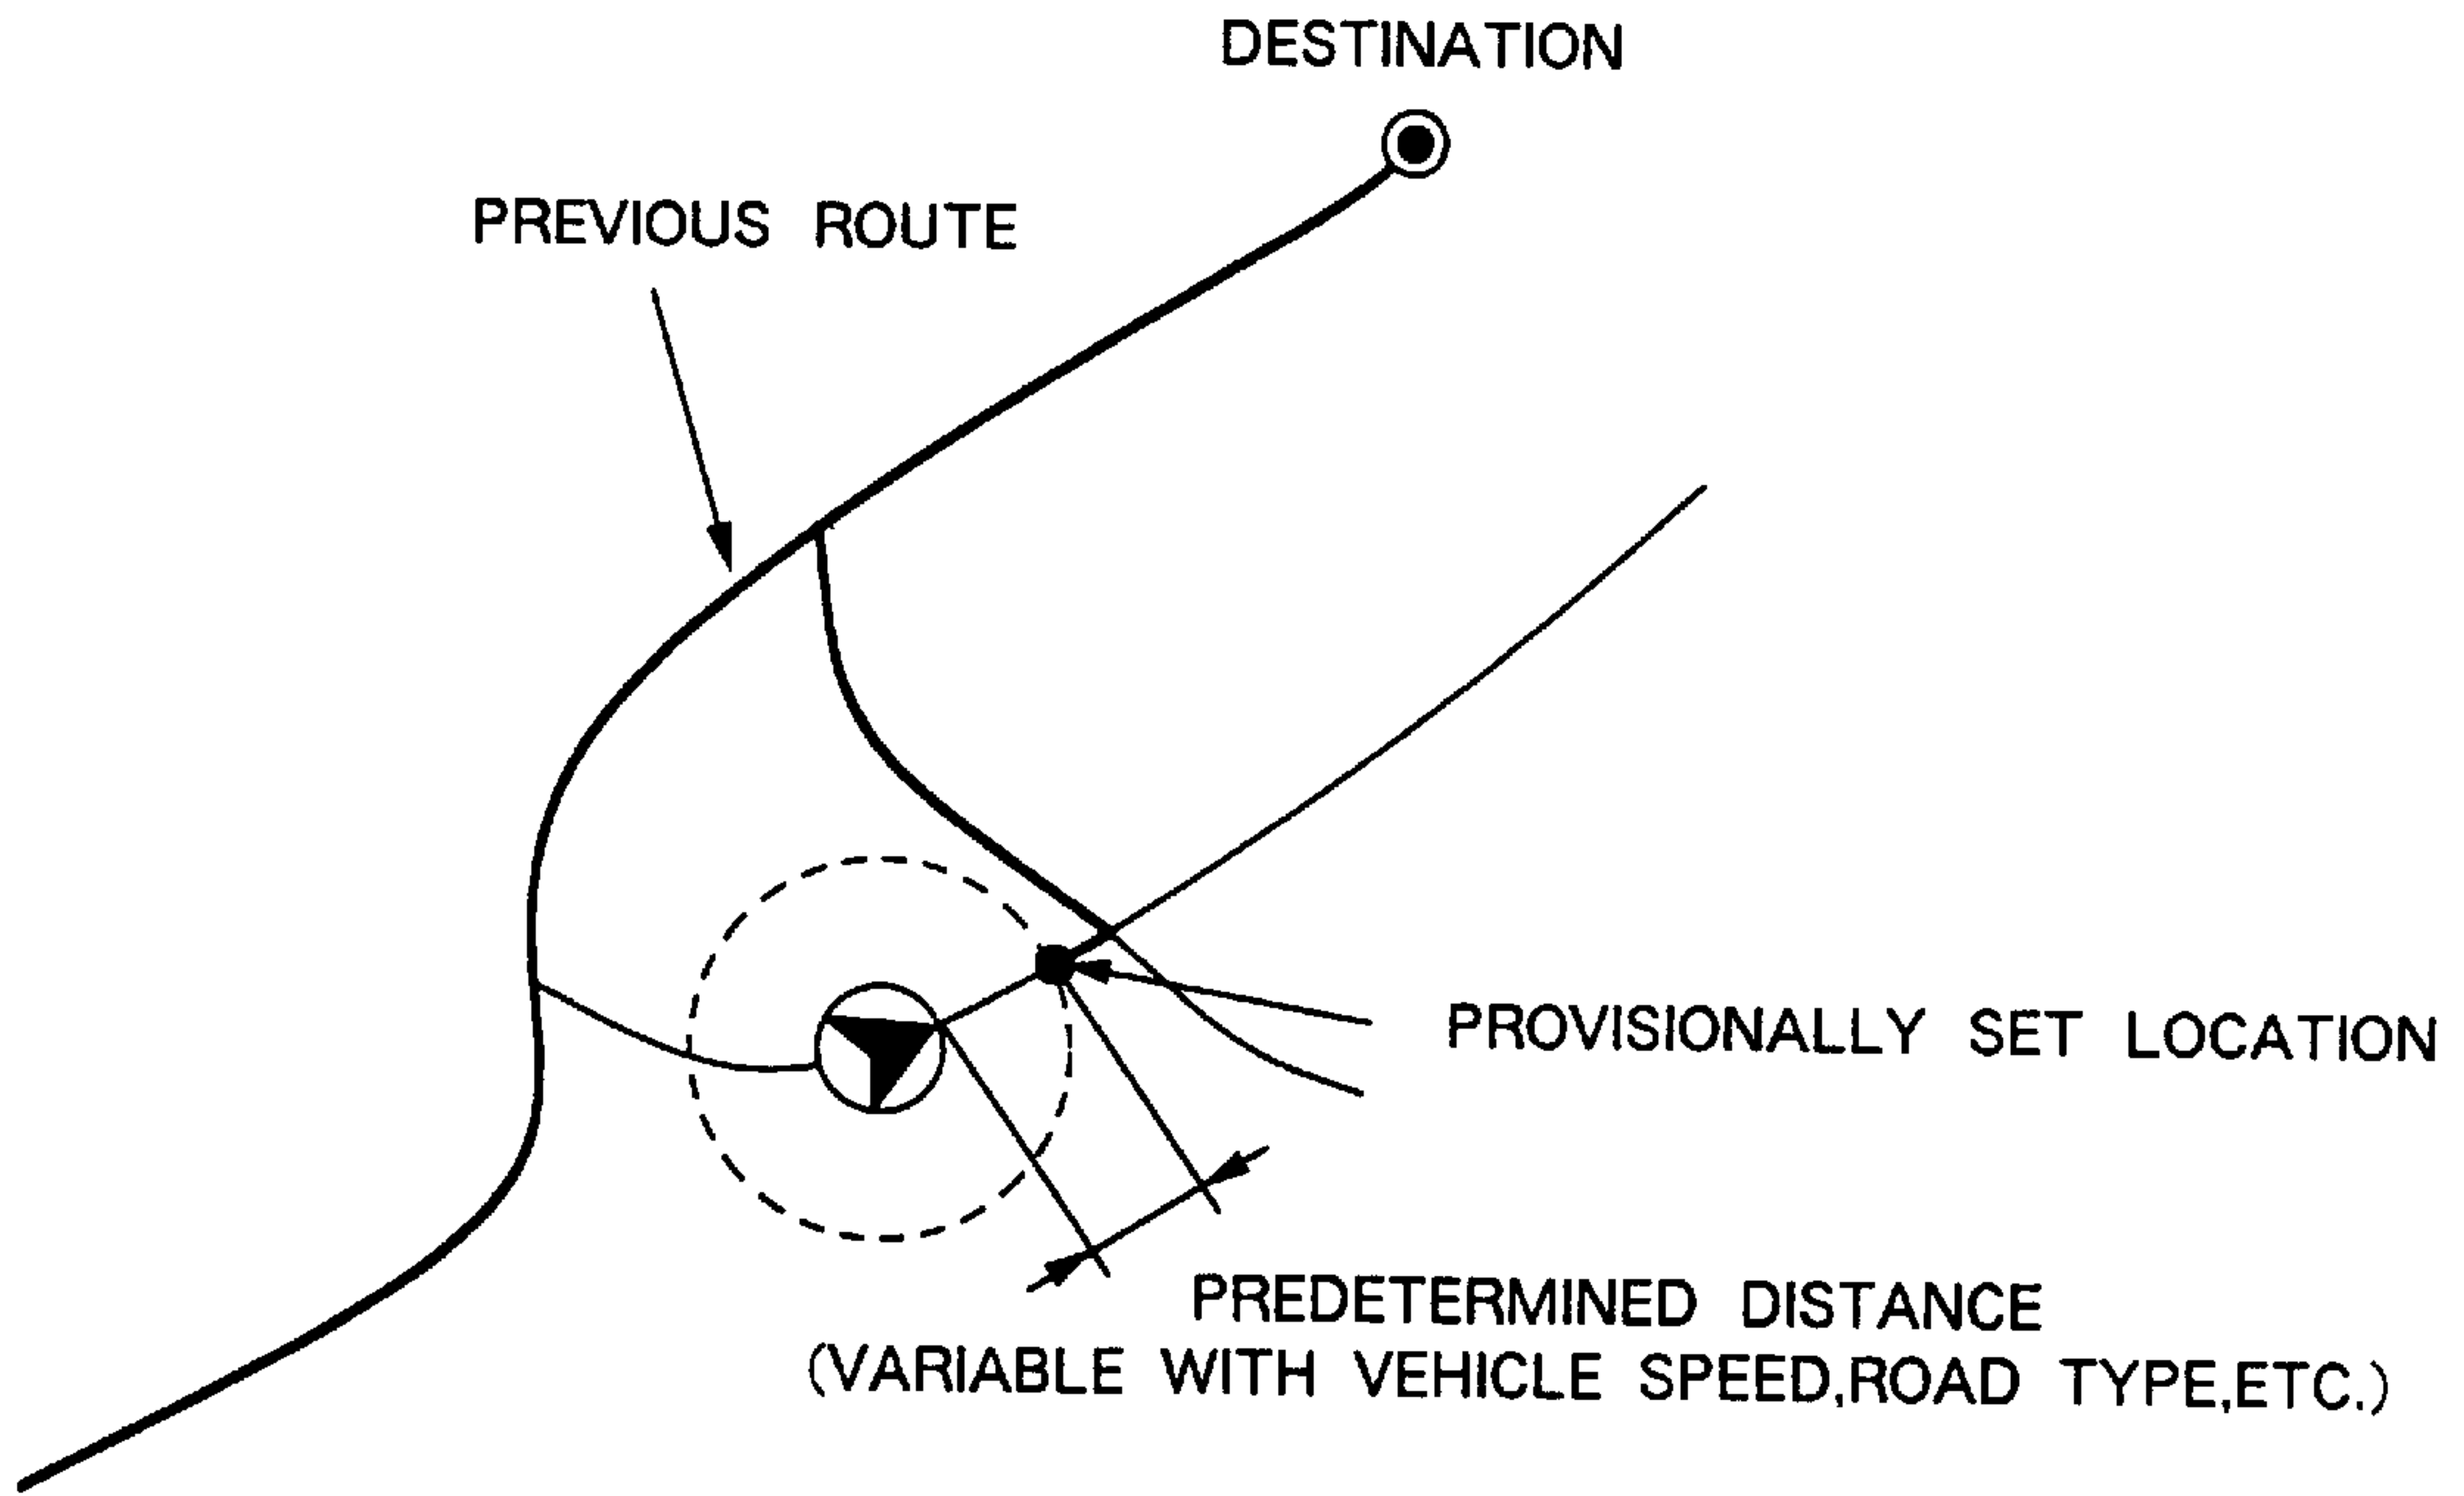 DESTINATION
PREVIOUS ROUTE
PROVISIONALLY SET LOCATION
PREDETERMINED DISTANCE
(VARIABLE WITH VEHICLE SPEED,ROAD TYPE,ETC.)